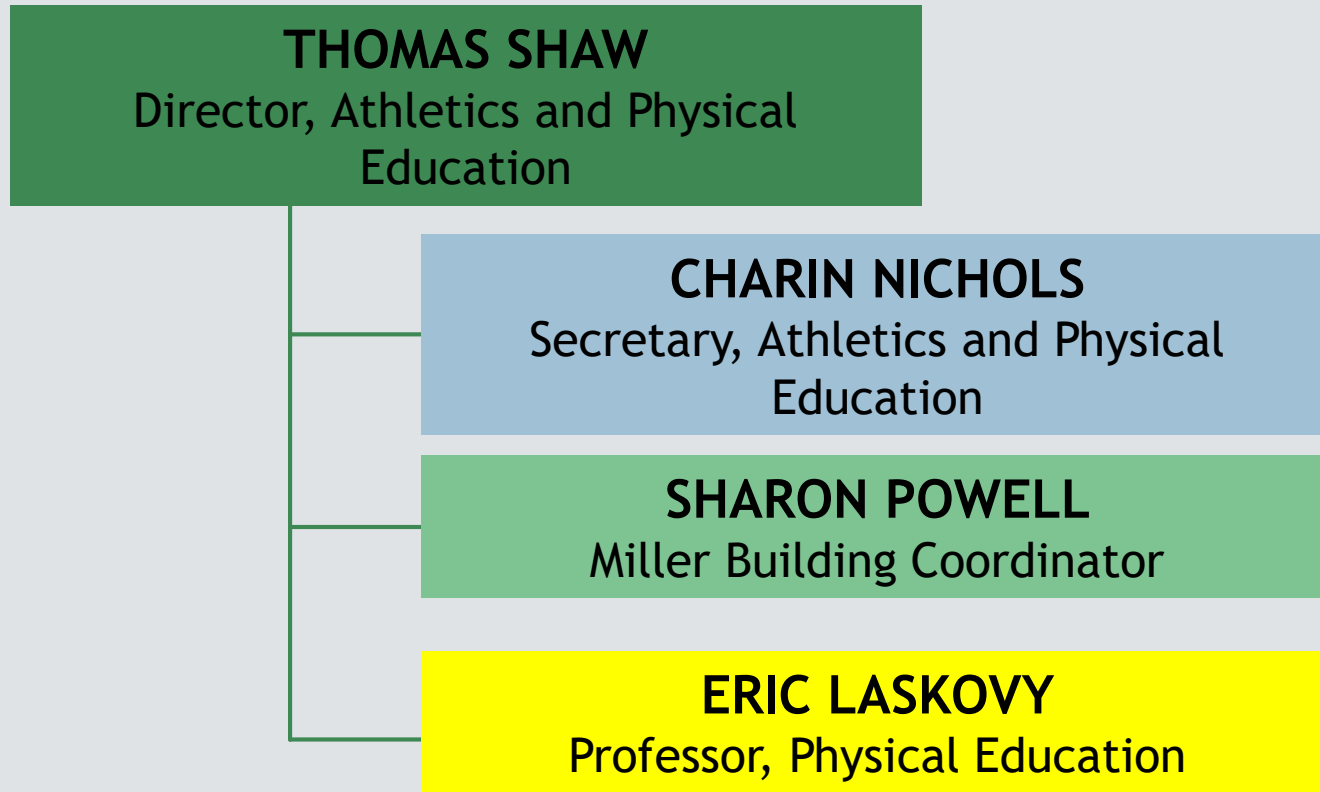 THOMAS SHAW
Director, Athletics and Physical
Education
CHARIN NICHOLS
Secretary, Athletics and Physical
Education
SHARON POWELL
Miller Building Coordinator
ERIC LASKOVY
Professor, Physical Education